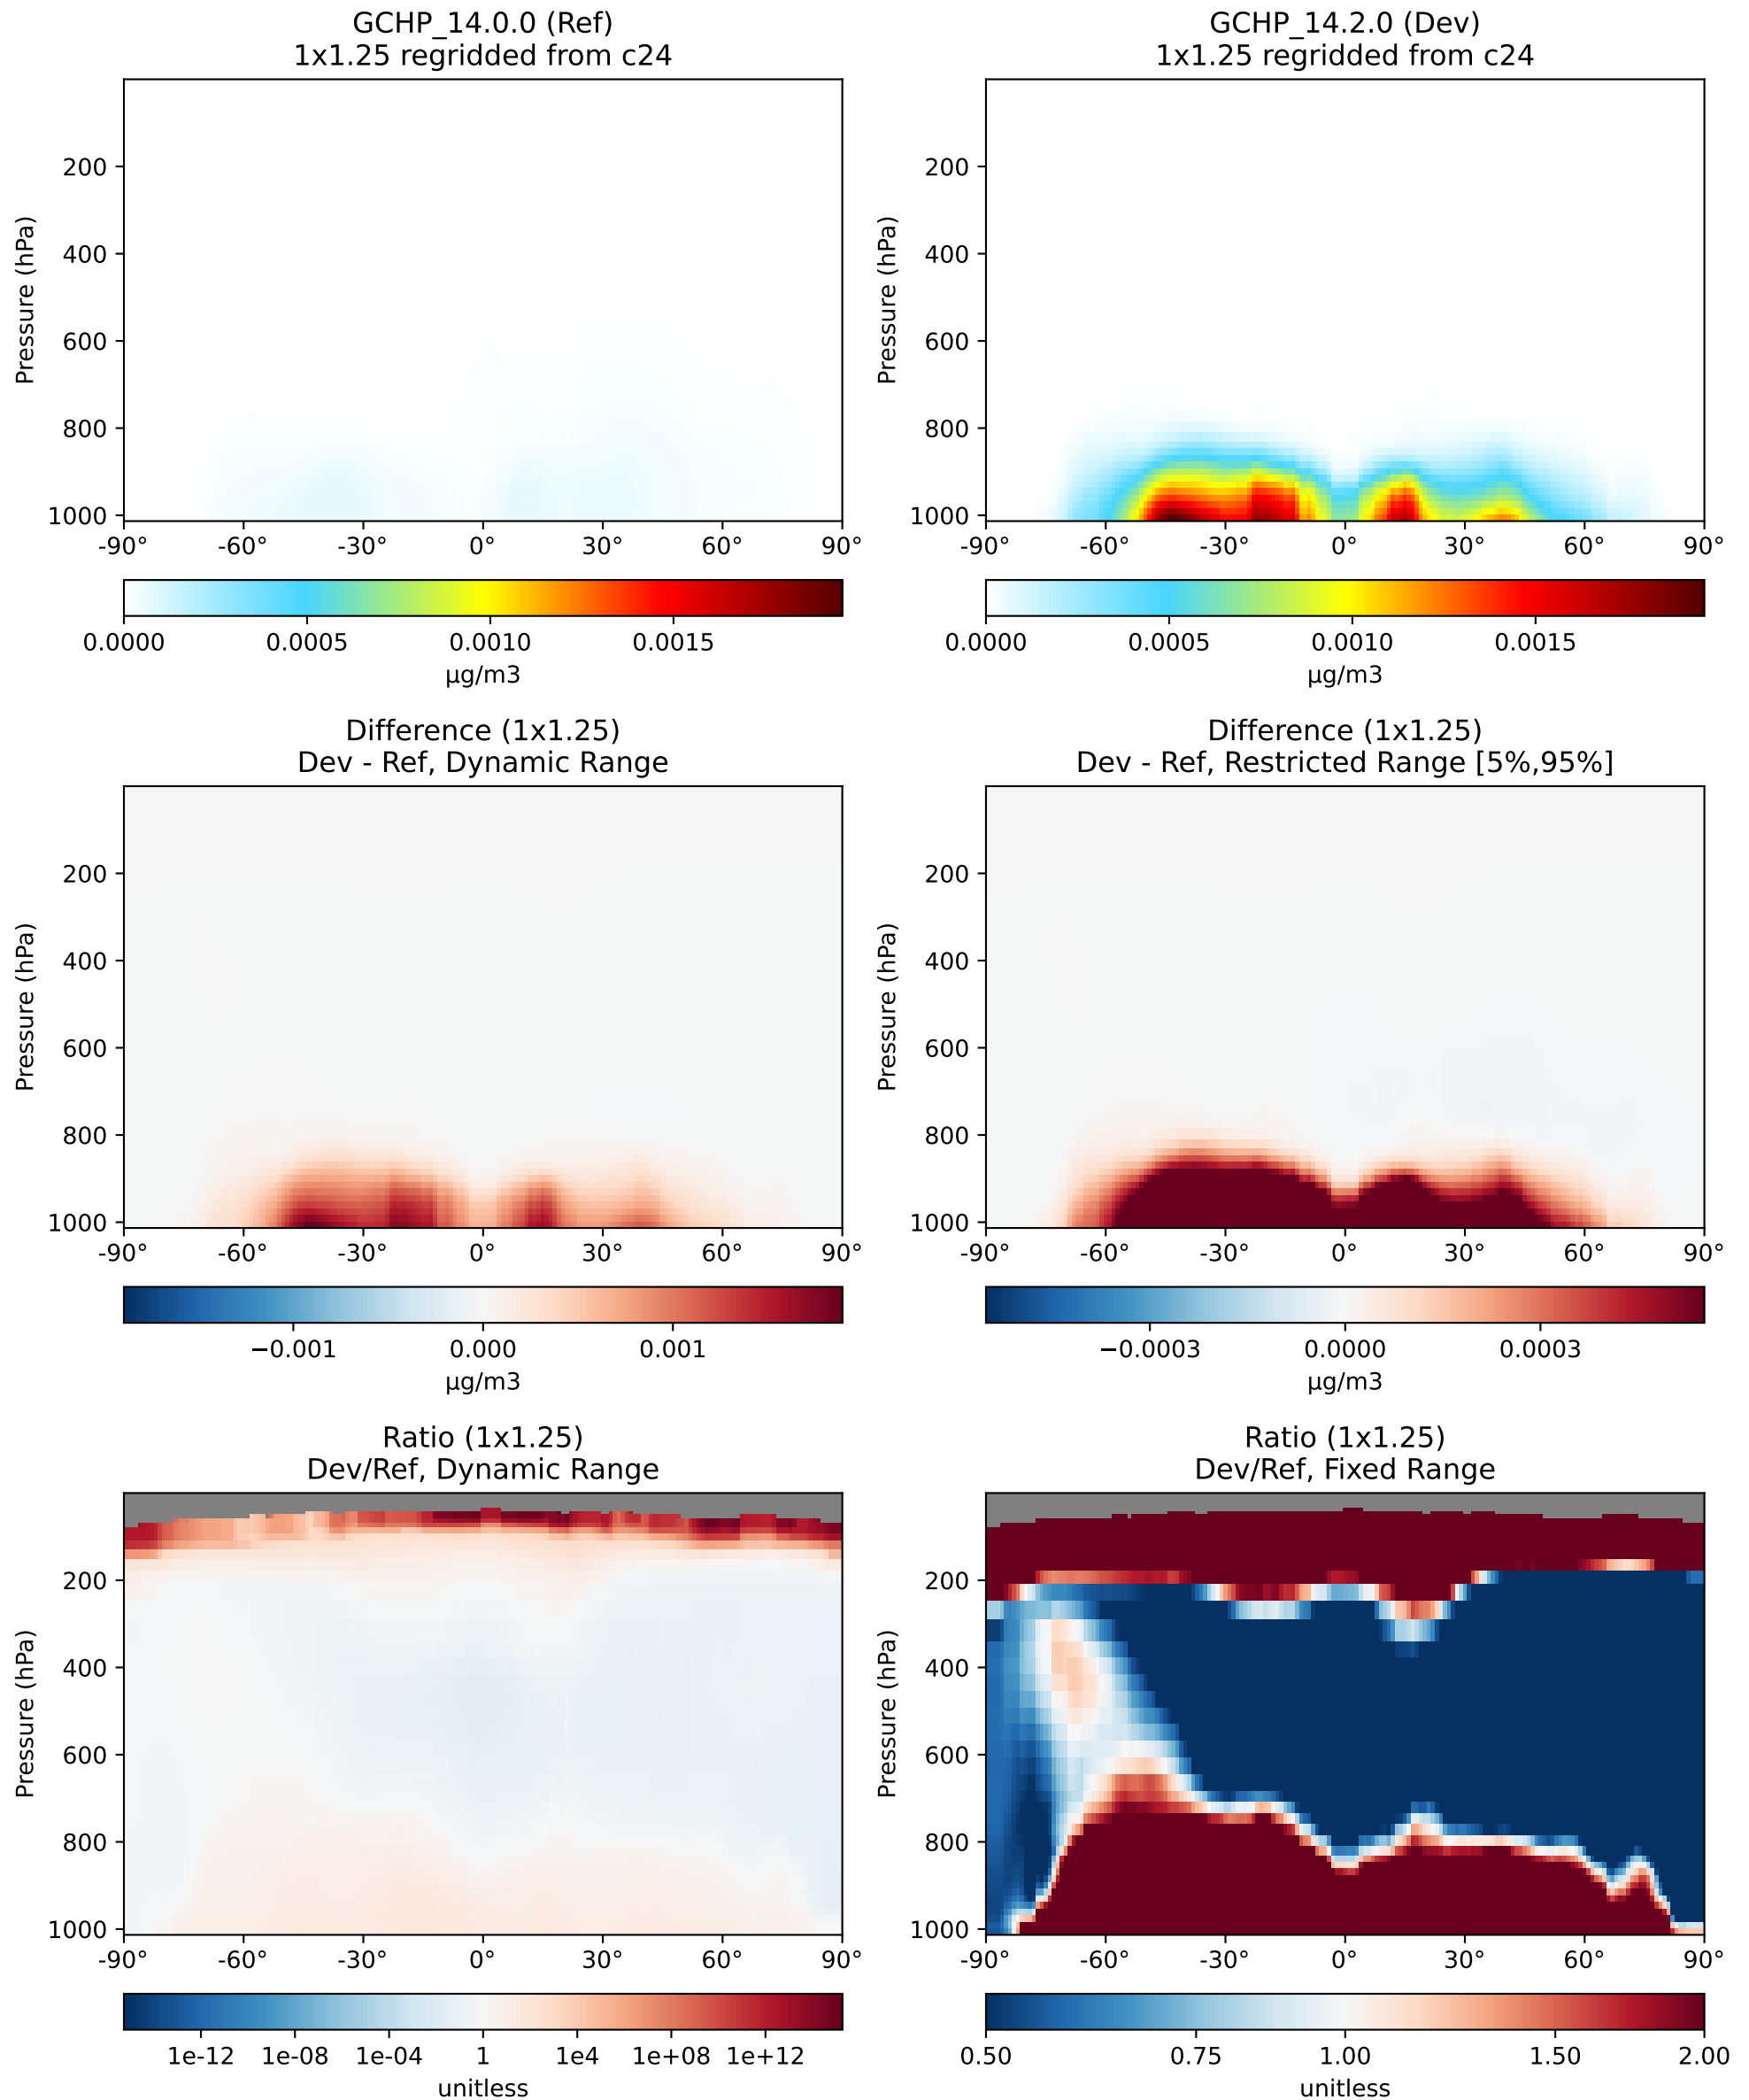 GCHP_14.0.0 (Ref)
1x1.25 regridded from c24
Pressure (hPa)
200
400
600
800
1000
-90° -60° -30° 0° 30° 60° 90°
0.0000 0.0005 0.0010 0.0015
μg/m3
GCHP_14.2.0 (Dev)
1x1.25 regridded from c24
Pressure (hPa)
200
400
600
800
1000
-90° -60° -30° 0° 30° 60° 90°
0.0000 0.0005 0.0010 0.0015
μg/m3
Difference (1x1.25)
Dev - Ref, Dynamic Range
Pressure (hPa)
200
400
600
800
1000
-90° -60° -30° 0° 30° 60° 90°
−0.001 0.000 0.001
μg/m3
Difference (1x1.25)
Dev - Ref, Restricted Range [5%,95%]
Pressure (hPa)
200
400
600
800
1000
-90° -60° -30° 0° 30° 60° 90°
−0.0003 0.0000 0.0003
μg/m3
Ratio (1x1.25)
Dev/Ref, Dynamic Range
Pressure (hPa)
200
400
600
800
1000
-90° -60° -30° 0° 30° 60° 90°
1e-12 1e-08 1e-04 1 1e4 1e+08 1e+12
unitless
Ratio (1x1.25)
Dev/Ref, Fixed Range
Pressure (hPa)
200
400
600
800
1000
-90° -60° -30° 0° 30° 60° 90°
0.50 0.75 1.00 1.50 2.00
unitless